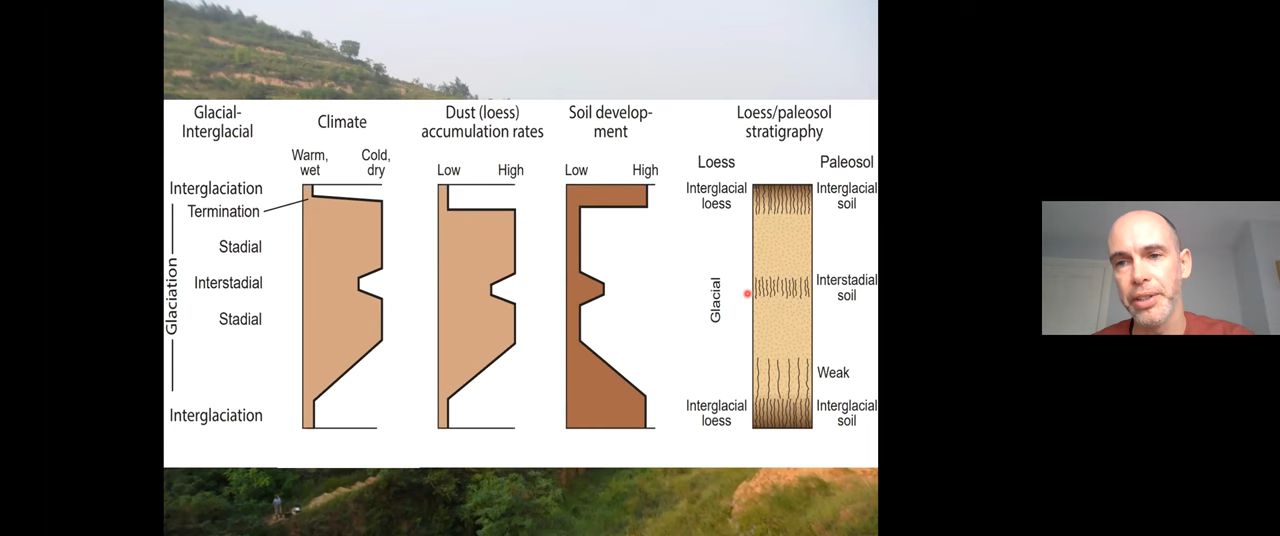 Glacial-
Interglacial
Climate
Dust (loess)
accumulation rates
Soil develop-
ment
Loess/paleosol
stratigraphy
Warm,
wet
Cold,
dry
Low
High
Low
High
Loess
Paleosol
Interglaciation
Termination
Stadial
Interstadial
Stadial
Glaciation
Interglaciation
Interglacial
loess
Interglacial
soil
Glacial
Interstadial
soil
Weak
Interglacial
loess
Interglacial
soil